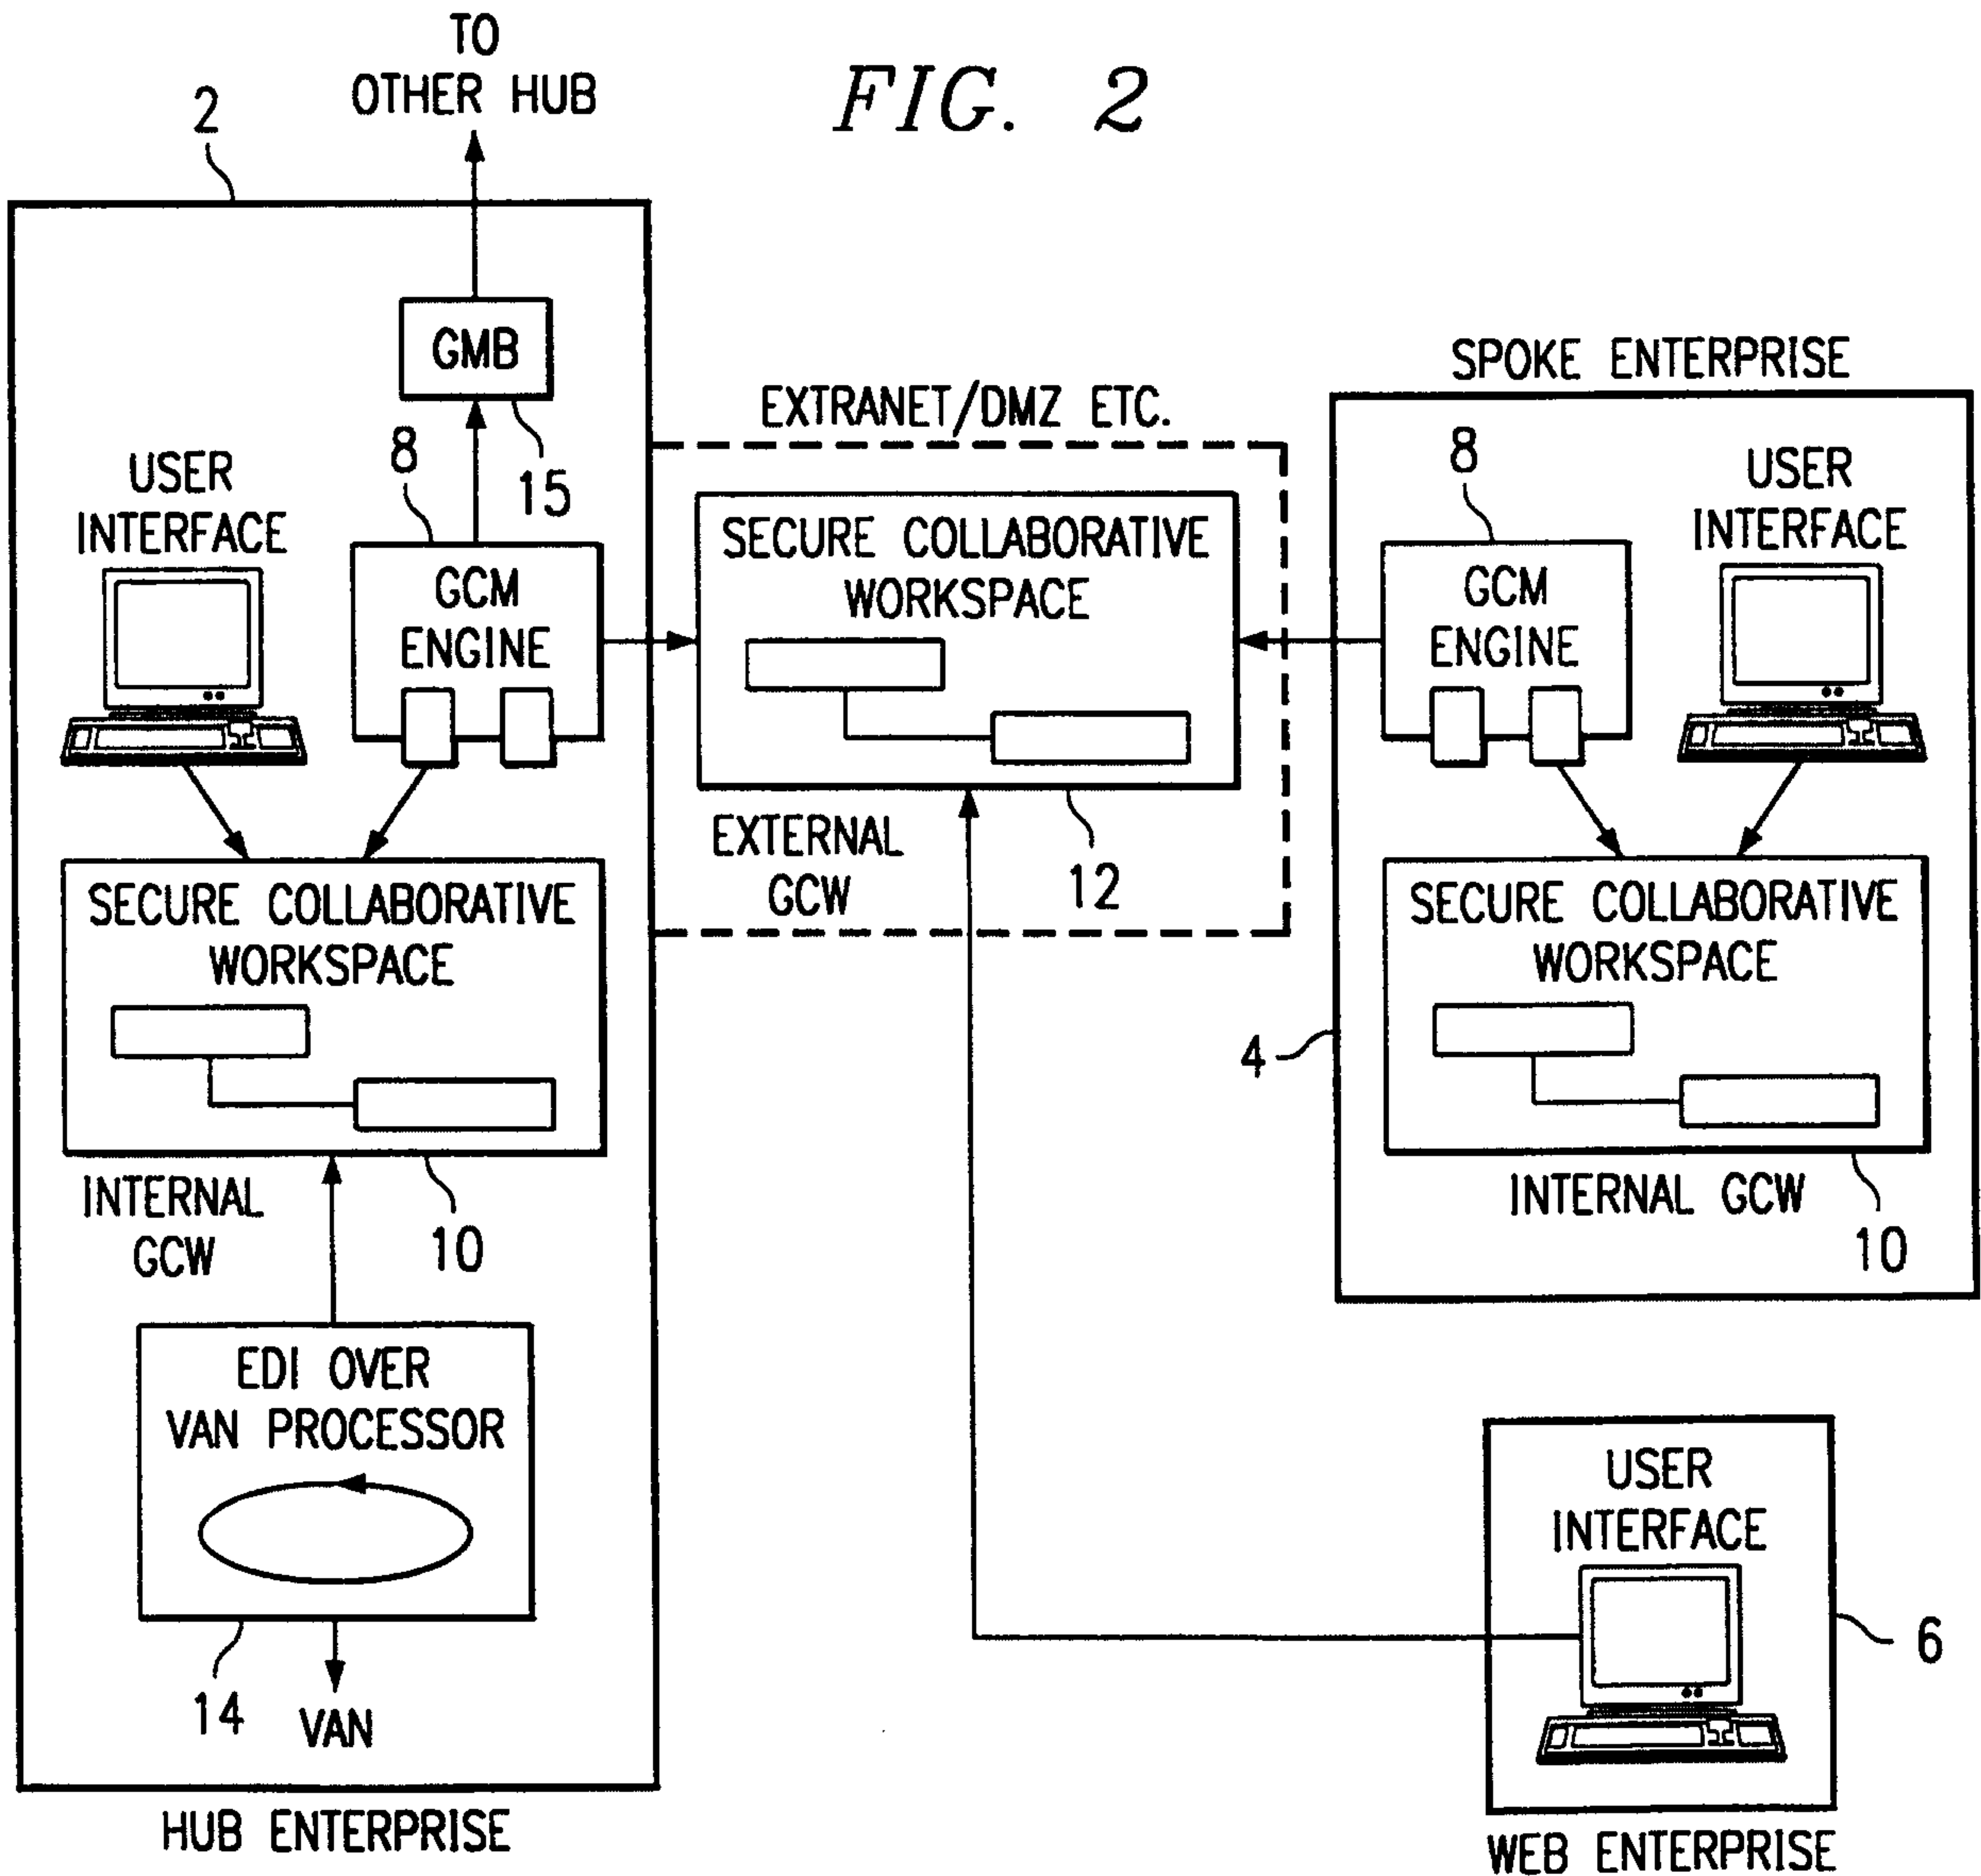 FIG. 2
TO
OTHER HUB
2
GMB
15
8
USER
INTERFACE
GCM
ENGINE
SECURE COLLABORATIVE
WORKSPACE
INTERNAL
GCW
10
EDI OVER
VAN PROCESSOR
14
VAN
HUB ENTERPRISE
EXTRANET/DMZ ETC.
SECURE COLLABORATIVE
WORKSPACE
EXTERNAL
GCW
12
SPOKE ENTERPRISE
8
USER
INTERFACE
GCM
ENGINE
SECURE COLLABORATIVE
WORKSPACE
4
INTERNAL GCW
10
USER
INTERFACE
6
WEB ENTERPRISE